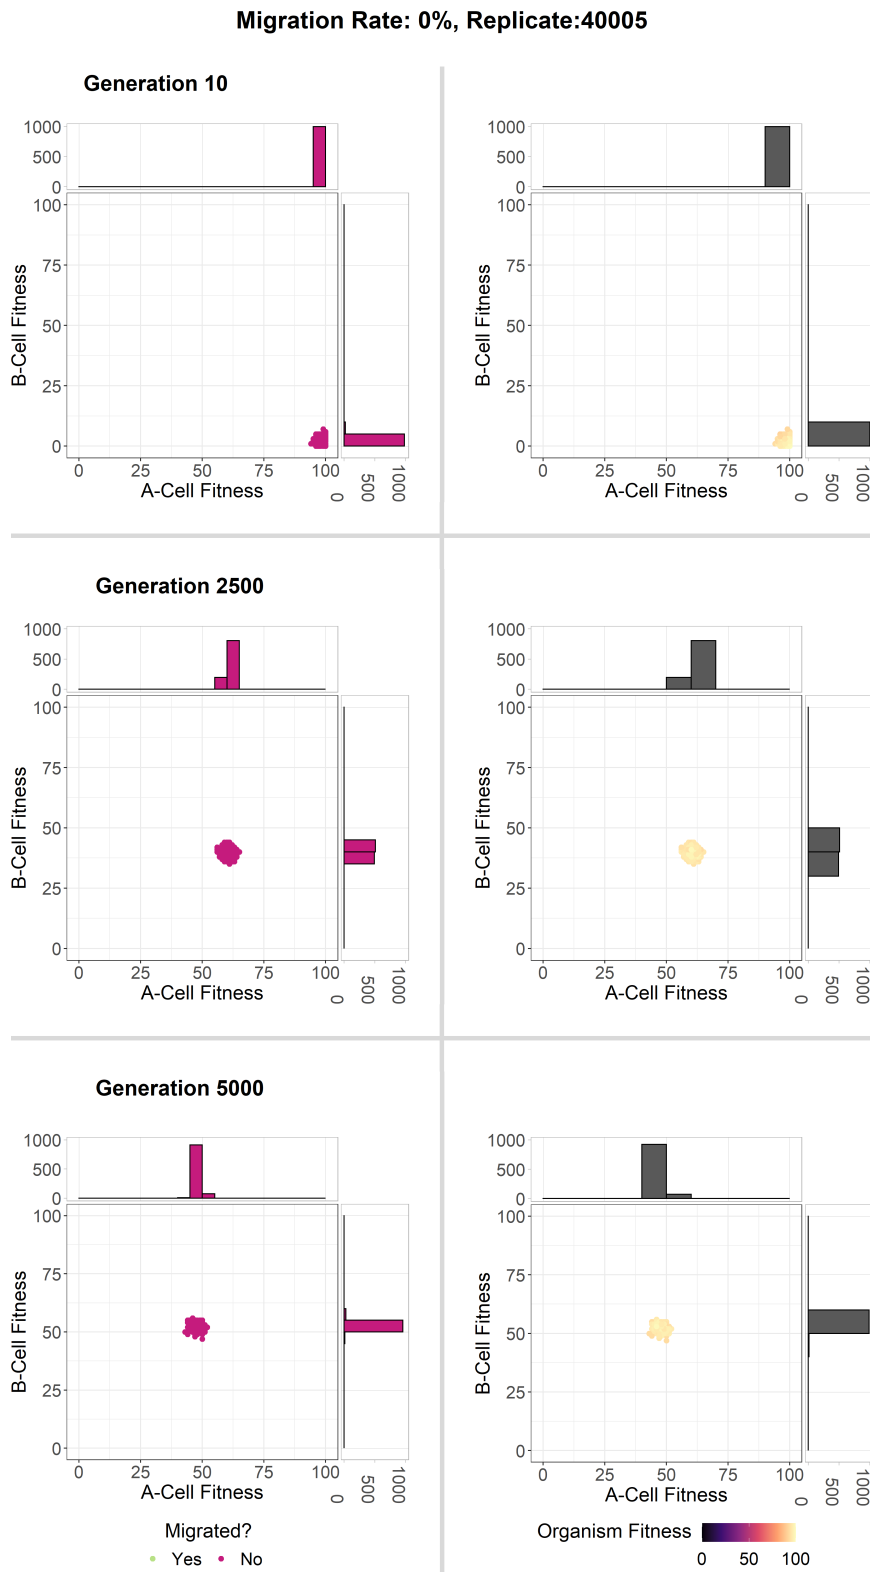 Migration Rate: 0%, Replicate:40005
Generation 10
1000
500
0
100
75
50
25
0
B-Cell Fitness
0 25 50 75 100
A-Cell Fitness
0 500 1000
1000
500
0
100
75
50
25
0
B-Cell Fitness
0 25 50 75 100
A-Cell Fitness
0 500 1000
Generation 2500
1000
500
0
100
75
50
25
0
B-Cell Fitness
0 25 50 75 100
A-Cell Fitness
0 500 1000
1000
500
0
100
75
50
25
0
B-Cell Fitness
0 25 50 75 100
A-Cell Fitness
0 500 1000
Generation 5000
1000
500
0
100
75
50
25
0
B-Cell Fitness
0 25 50 75 100
A-Cell Fitness
0 500 1000
1000
500
0
100
75
50
25
0
B-Cell Fitness
0 25 50 75 100
A-Cell Fitness
0 500 1000
Migrated?
Yes No
Organism Fitness
0 50 100